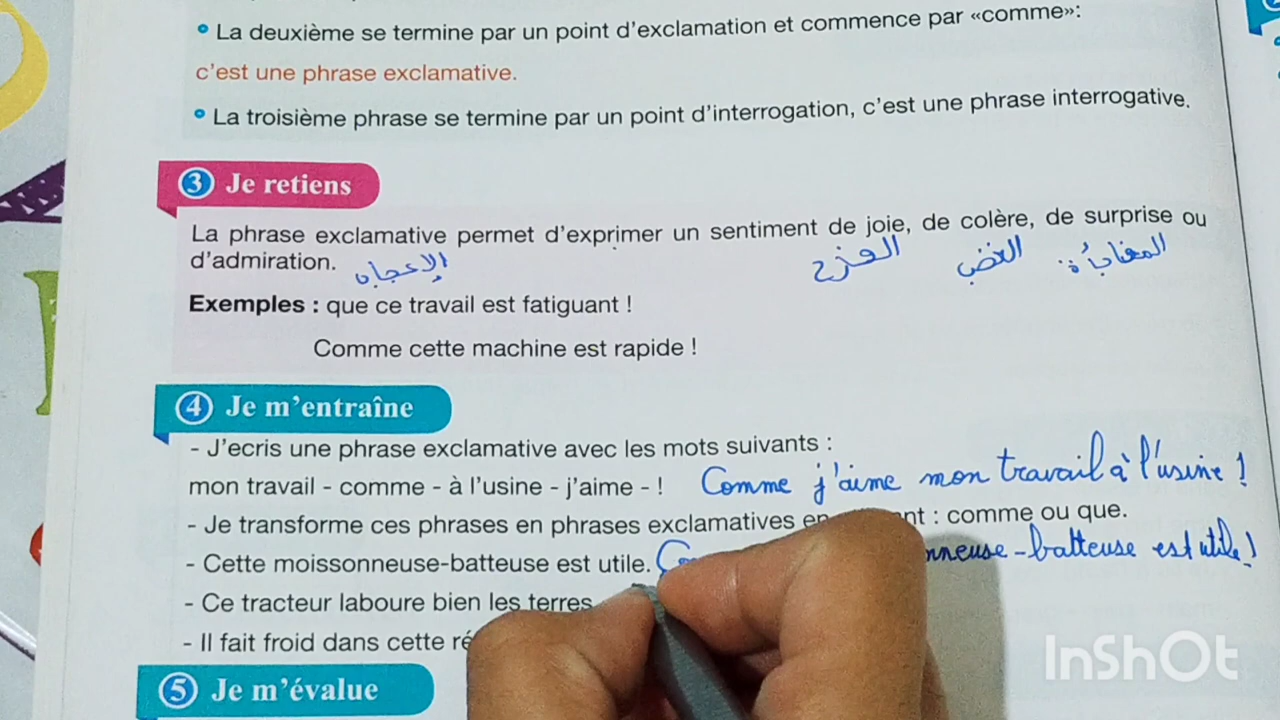 • La deuxième se termine par un point d'exclamation et commence par «comme»:
c'est une phrase exclamative.
• La troisième phrase se termine par un point d'interrogation, c'est une phrase interrogative.
3 Je retiens
La phrase exclamative permet d'exprimer un sentiment de joie, de colère, de surprise ou
الفرح الغضب
d'admiration.
Exemples : que ce travail est fatiguant !
Comme cette machine est rapide !
4 Je m'entraîne
- J'ecris une phrase exclamative avec les mots suivants :
mon travail - comme - à l'usine - j'aime - ! Comme j'aime mon travail à l'usine !
- Je transforme ces phrases en phrases exclamatives : comme ou que.
- Cette moissonneuse-batteuse est utile. -batteuse est utile !
- Ce tracteur laboure bien les terres
- Il fait froid dans cette
5 Je m'évalue
InShOt